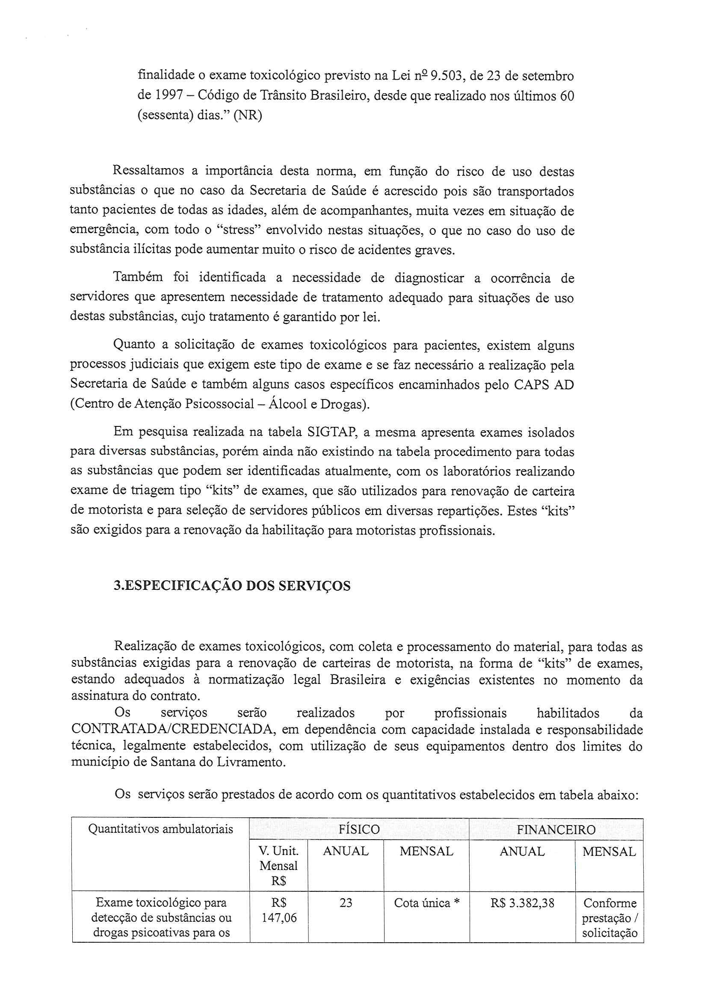 finalidade o exame toxicológico previsto na Lei nº 9.503, de 23 de setembro
de 1997 – Código de Trânsito Brasileiro, desde que realizado nos últimos 60
(sessenta) dias.” (NR)
Ressaltamos a importância desta norma, em função do risco de uso destas
substâncias o que no caso da Secretaria de Saúde é acrescido pois são transportados
tanto pacientes de todas as idades, além de acompanhantes, muita vezes em situação de
emergência, com todo o “stress” envolvido nestas situações, o que no caso do uso de
substância ilícitas pode aumentar muito o risco de acidentes graves.
Também foi identificada a necessidade de diagnosticar a ocorrência de
servidores que apresentem necessidade de tratamento adequado para situações de uso
destas substâncias, cujo tratamento é garantido por lei.
Quanto a solicitação de exames toxicológicos para pacientes, existem alguns
processos judiciais que exigem este tipo de exame e se faz necessário a realização pela
Secretaria de Saúde e também alguns casos específicos encaminhados pelo CAPS AD
(Centro de Atenção Psicossocial – Álcool e Drogas).
Em pesquisa realizada na tabela SIGTAP, a mesma apresenta exames isolados
para diversas substâncias, porém ainda não existindo na tabela procedimento para todas
as substâncias que podem ser identificadas atualmente, com os laboratórios realizando
exame de triagem tipo “kits” de exames, que são utilizados para renovação de carteira
de motorista e para seleção de servidores públicos em diversas repartições. Estes “kits”
são exigidos para a renovação da habilitação para motoristas profissionais.
3.ESPECIFICAÇÃO DOS SERVIÇOS
Realização de exames toxicológicos, com coleta e processamento do material, para todas as
substâncias exigidas para a renovação de carteiras de motorista, na forma de “kits” de exames,
estando adequados à normatização legal Brasileira e exigências existentes no momento da
assinatura do contrato.
Os serviços serão realizados por profissionais habilitados da
CONTRATADA/CREDENCIADA, em dependência com capacidade instalada e responsabilidade
técnica, legalmente estabelecidos, com utilização de seus equipamentos dentro dos limites do
município de Santana do Livramento.
Os serviços serão prestados de acordo com os quantitativos estabelecidos em tabela abaixo:
Quantitativos ambulatoriais FÍSICO FINANCEIRO
V. Unit. ANUAL MENSAL ANUAL MENSAL
Mensal
R$
Exame toxicológico para R$ 23 Cota única * R$ 3.382,38 Conforme
detecção de substâncias ou 147,06 prestação /
drogas psicoativas para os solicitação